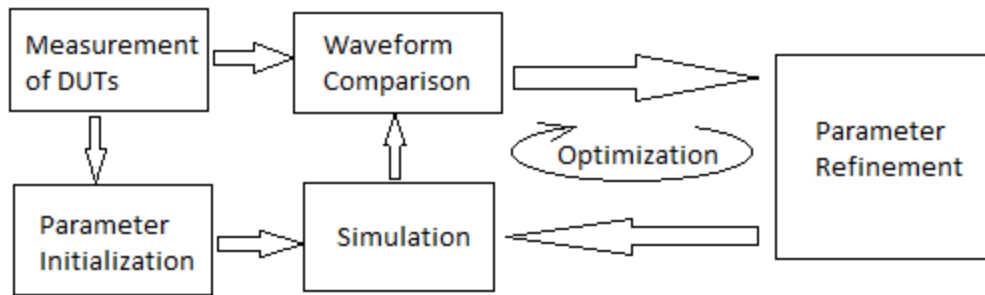 Measurement
of DUTs
Waveform
Comparison
Parameter
Refinement
Optimization
Parameter
Initialization
Simulation